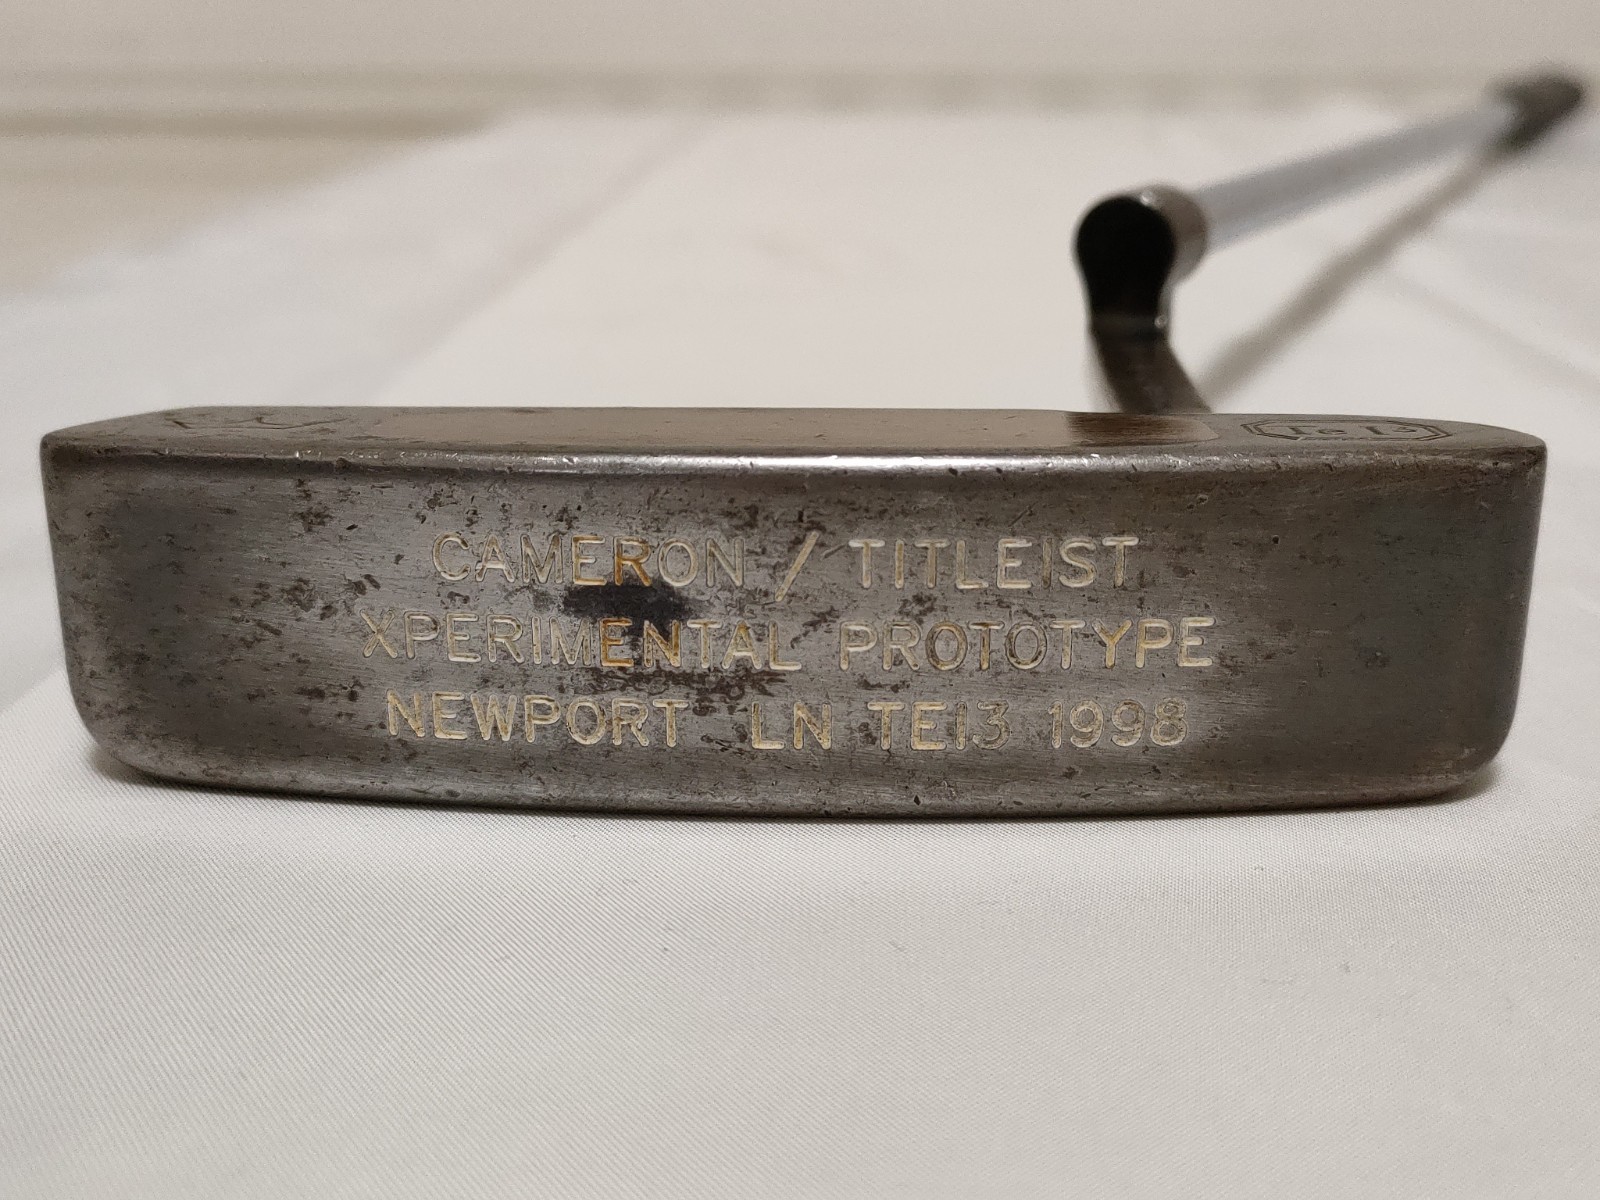 CAMERON / TITLEIST
XPERIMENTAL PROTOTYPE
NEWPORT LN TEI3 1998